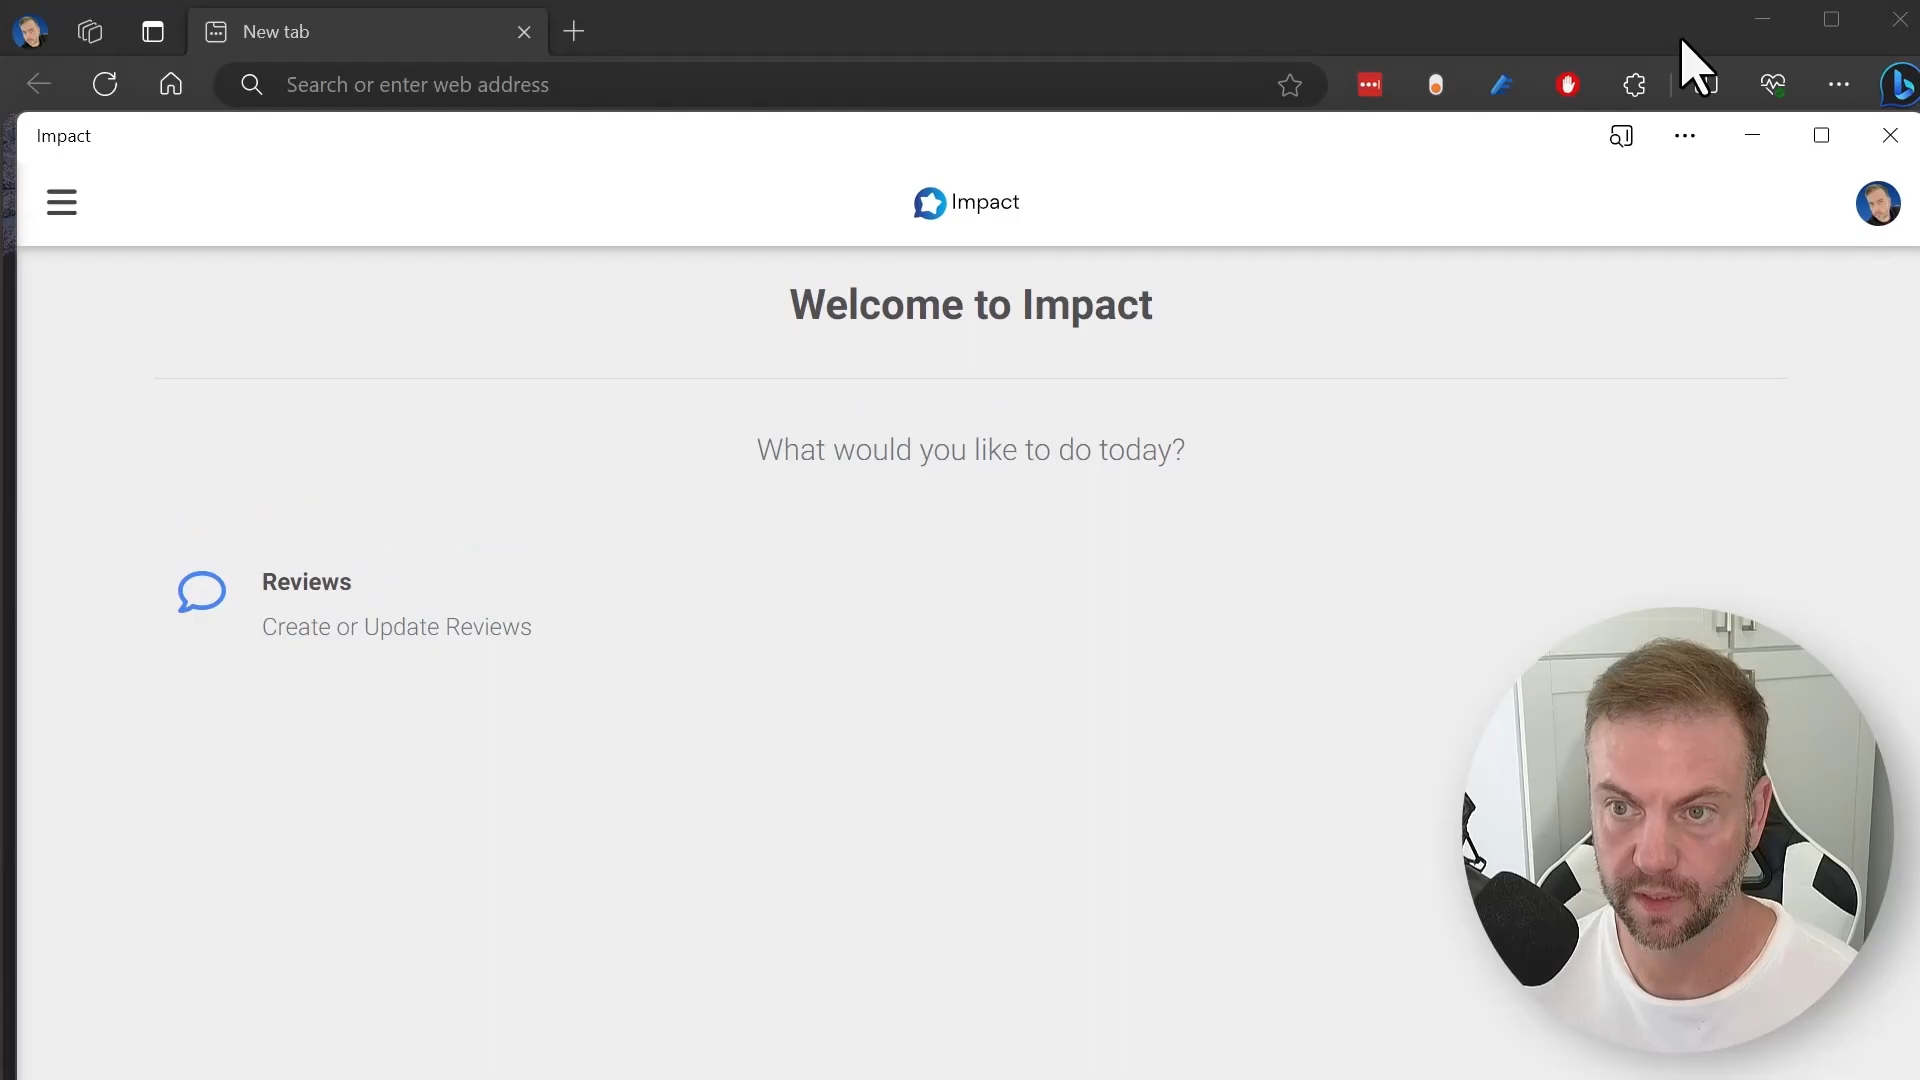 New tab
Search or enter web address
Impact
Impact
Welcome to Impact
What would you like to do today?
Reviews
Create or Update Reviews